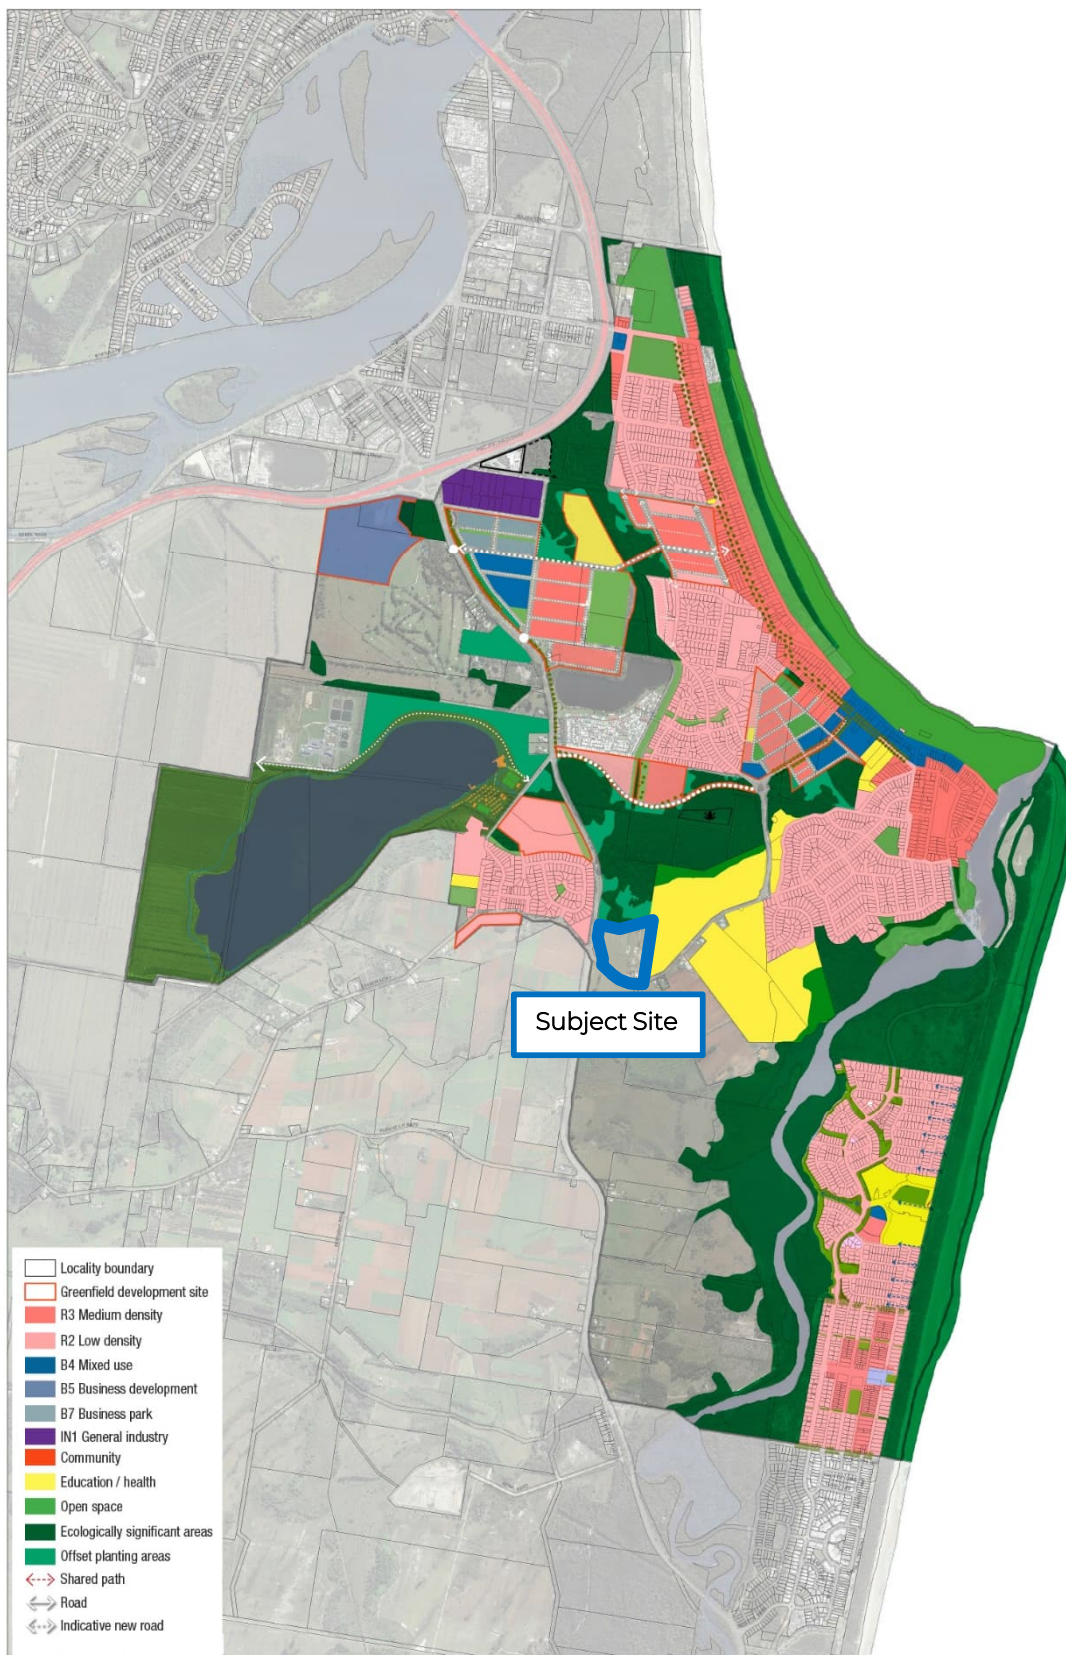 Subject Site
Locality boundary
Greenfield development site
R3 Medium density
R2 Low density
B4 Mixed use
B5 Business development
B7 Business park
IN1 General industry
Community
Education / health
Open space
Ecologically significant areas
Offset planting areas
Shared path
Road
Indicative new road